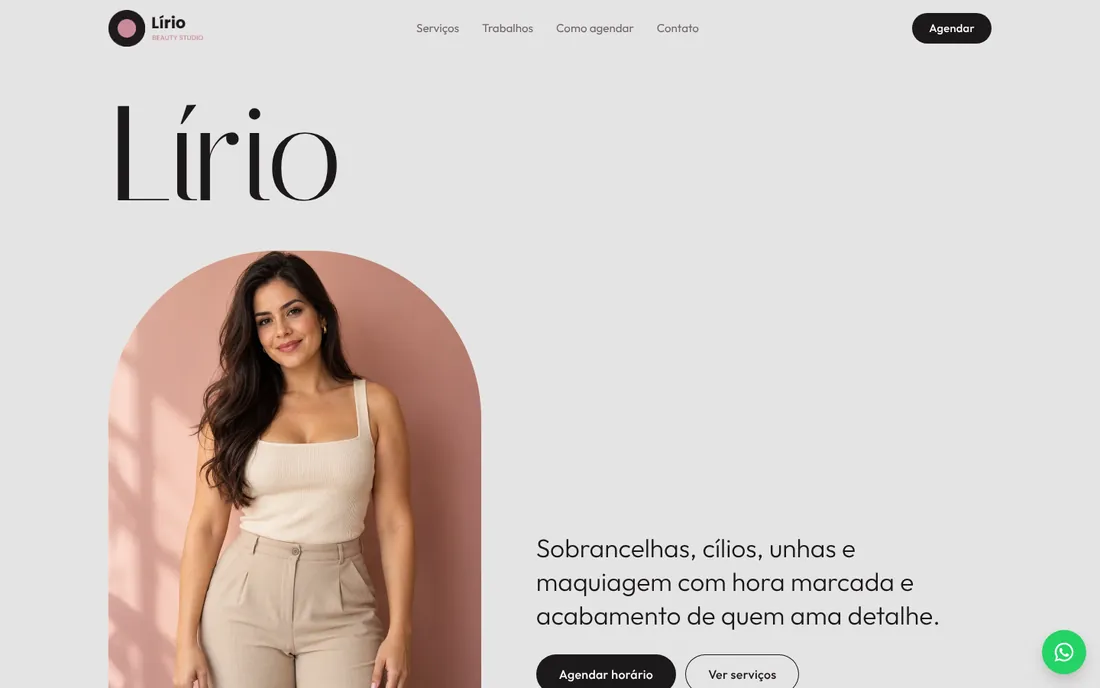 Lírio
BEAUTY STUDIO
Serviços
Trabalhos
Como agendar
Contato
Agendar
Lírio
Sobrancelhas, cílios, unhas e
maquiagem com hora marcada e
acabamento de quem ama detalhe.
Agendar horário
Ver serviços